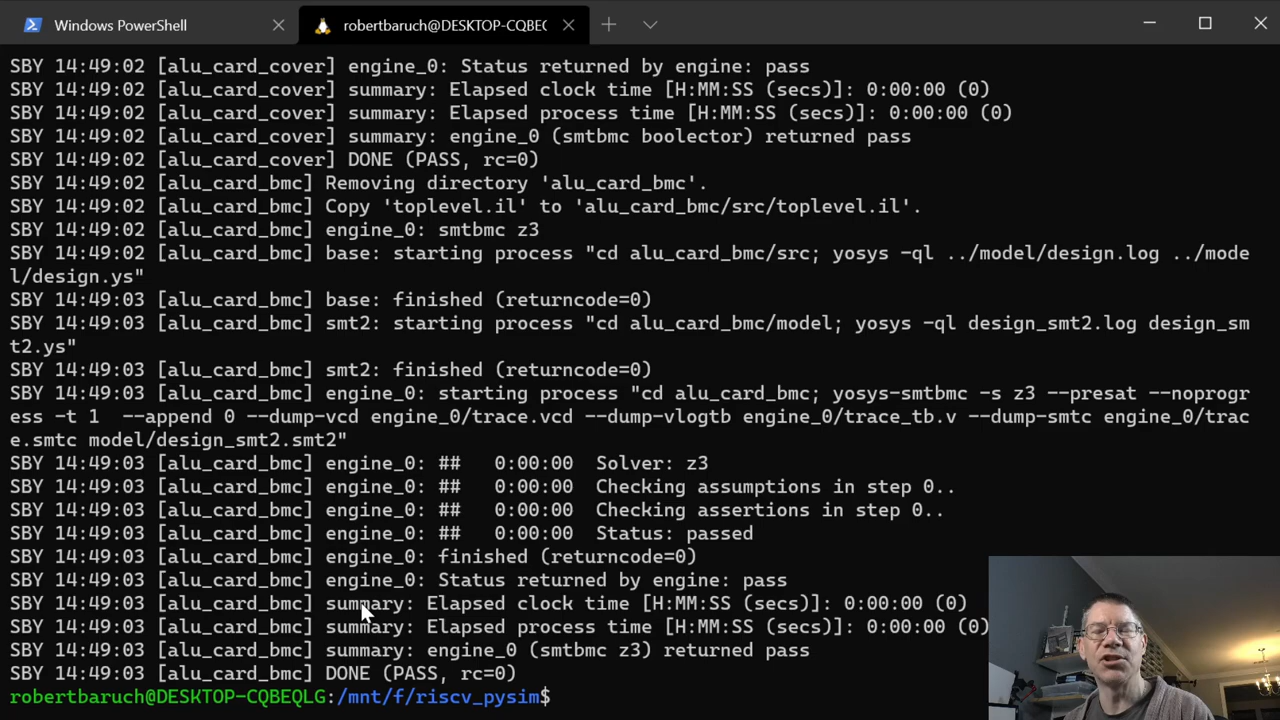 Windows PowerShell
robertbaruch@DESKTOP-CQBEQ
SBY 14:49:02 [alu_card_cover] engine_0: Status returned by engine: pass
SBY 14:49:02 [alu_card_cover] summary: Elapsed clock time [H:MM:SS (secs)]: 0:00:00 (0)
SBY 14:49:02 [alu_card_cover] summary: Elapsed process time [H:MM:SS (secs)]: 0:00:00 (0)
SBY 14:49:02 [alu_card_cover] summary: engine_0 (smtbmc boolector) returned pass
SBY 14:49:02 [alu_card_cover] DONE (PASS, rc=0)
SBY 14:49:02 [alu_card_bmc] Removing directory 'alu_card_bmc'.
SBY 14:49:02 [alu_card_bmc] Copy 'toplevel.il' to 'alu_card_bmc/src/toplevel.il'.
SBY 14:49:02 [alu_card_bmc] engine_0: smtbmc z3
SBY 14:49:02 [alu_card_bmc] base: starting process "cd alu_card_bmc/src; yosys -ql ../model/design.log ../mode
l/design.ys"
SBY 14:49:03 [alu_card_bmc] base: finished (returncode=0)
SBY 14:49:03 [alu_card_bmc] smt2: starting process "cd alu_card_bmc/model; yosys -ql design_smt2.log design_sm
t2.ys"
SBY 14:49:03 [alu_card_bmc] smt2: finished (returncode=0)
SBY 14:49:03 [alu_card_bmc] engine_0: starting process "cd alu_card_bmc; yosys-smtbmc -s z3 --presat --noprogr
ess -t 1  --append 0 --dump-vcd engine_0/trace.vcd --dump-vlogtb engine_0/trace_tb.v --dump-smtc engine_0/trac
e.smtc model/design_smt2.smt2"
SBY 14:49:03 [alu_card_bmc] engine_0: ##   0:00:00  Solver: z3
SBY 14:49:03 [alu_card_bmc] engine_0: ##   0:00:00  Checking assumptions in step 0..
SBY 14:49:03 [alu_card_bmc] engine_0: ##   0:00:00  Checking assertions in step 0..
SBY 14:49:03 [alu_card_bmc] engine_0: ##   0:00:00  Status: passed
SBY 14:49:03 [alu_card_bmc] engine_0: finished (returncode=0)
SBY 14:49:03 [alu_card_bmc] engine_0: Status returned by engine: pass
SBY 14:49:03 [alu_card_bmc] summary: Elapsed clock time [H:MM:SS (secs)]: 0:00:00 (0)
SBY 14:49:03 [alu_card_bmc] summary: Elapsed process time [H:MM:SS (secs)]: 0:00:00 (0)
SBY 14:49:03 [alu_card_bmc] summary: engine_0 (smtbmc z3) returned pass
SBY 14:49:03 [alu_card_bmc] DONE (PASS, rc=0)
robertbaruch@DESKTOP-CQBEQLG:/mnt/f/riscv_pysim$